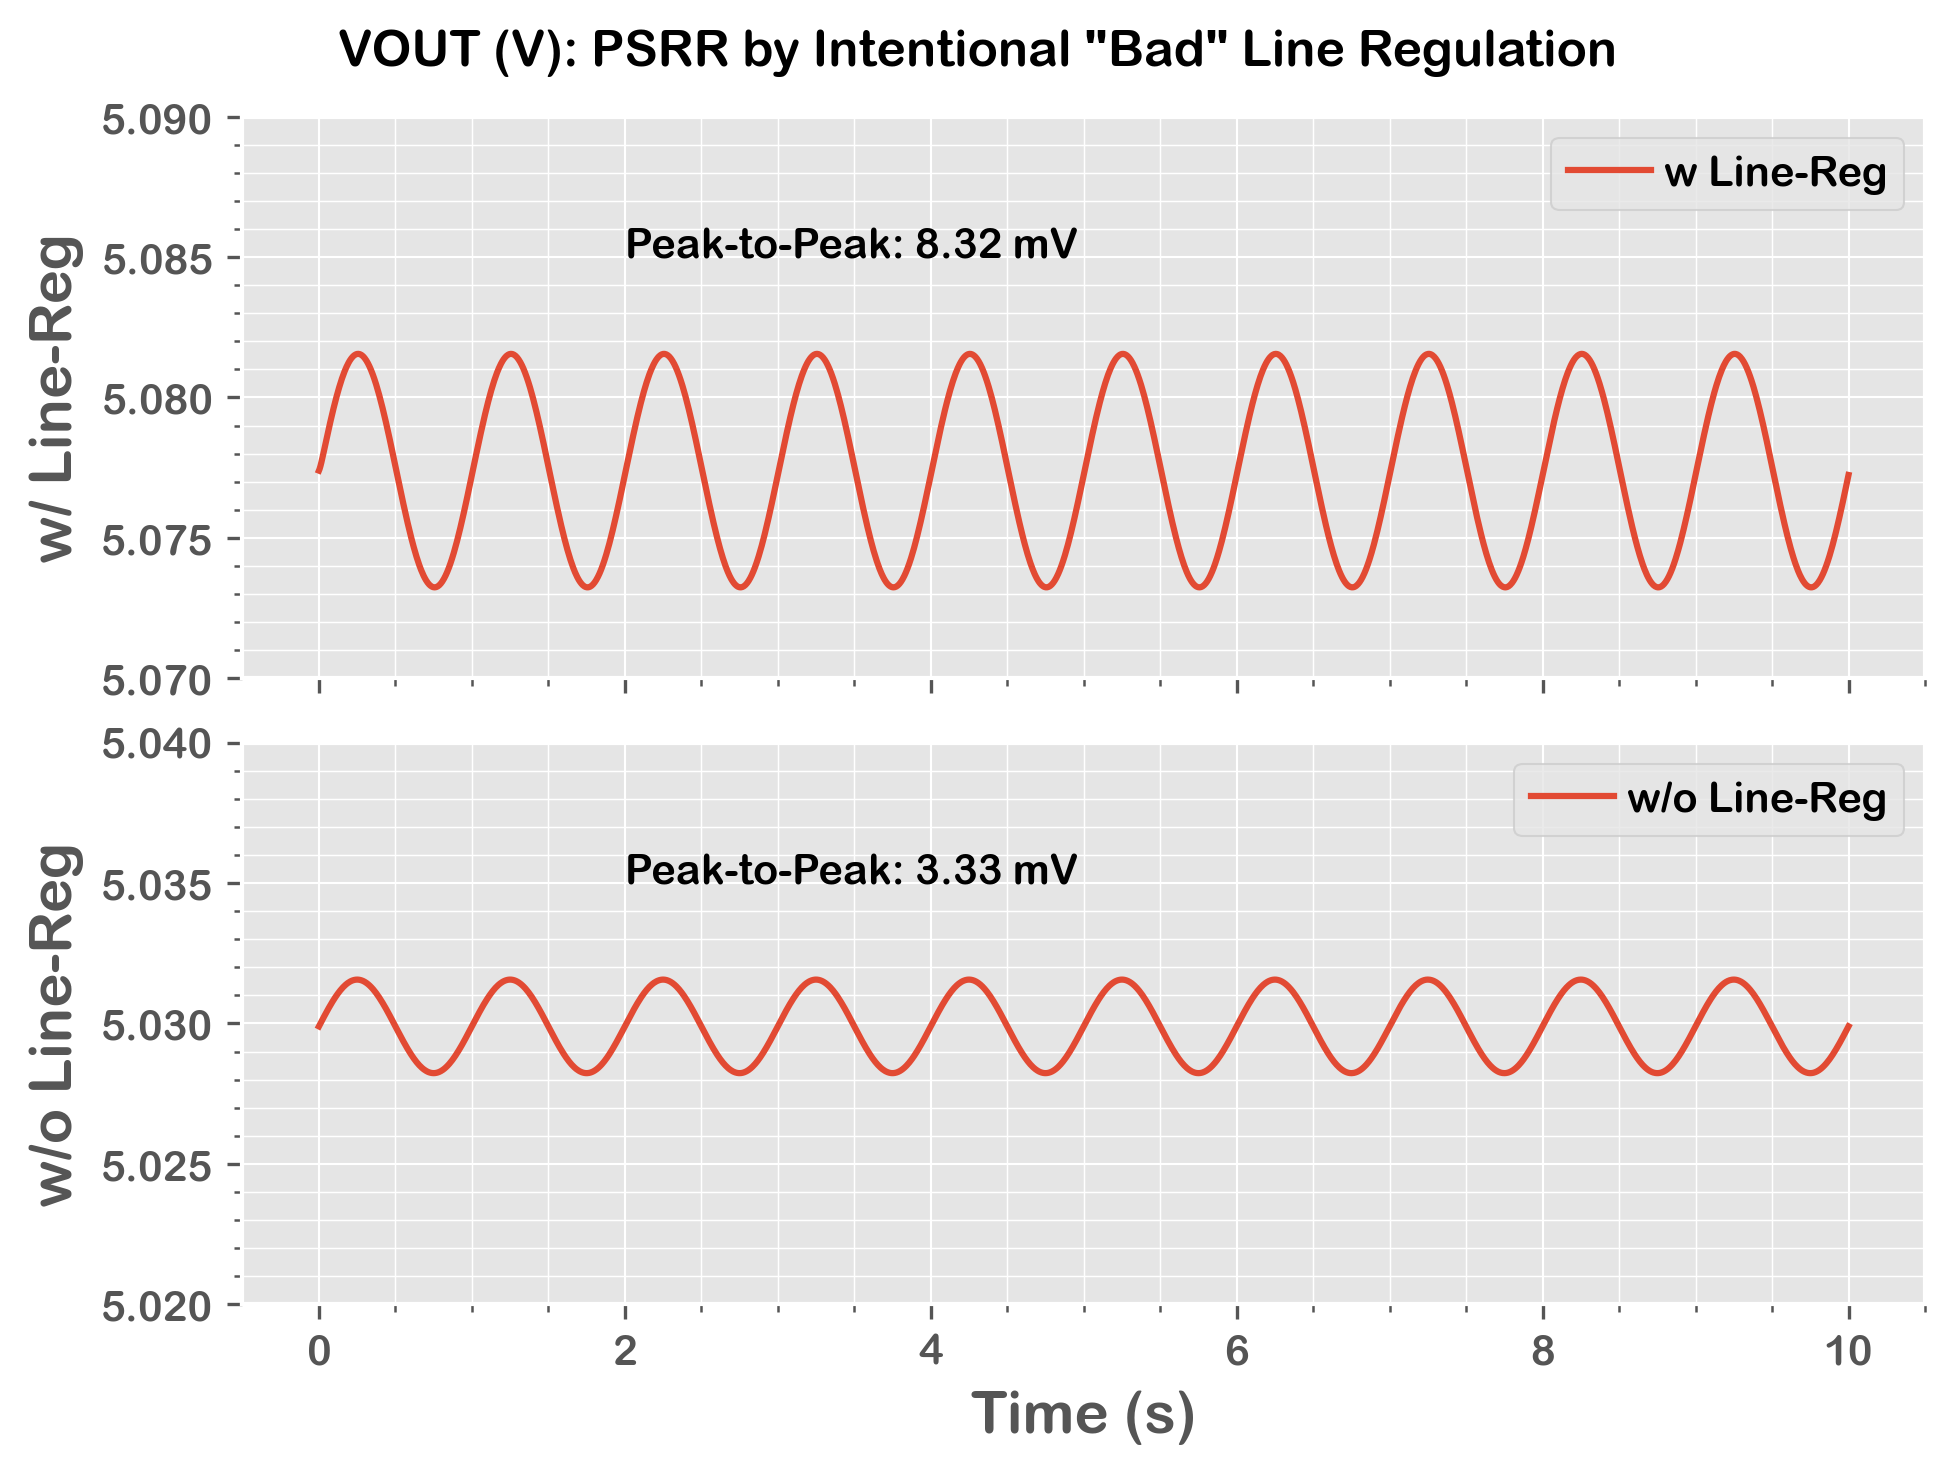 VOUT (V): PSRR by Intentional "Bad" Line Regulation
w/ Line-Reg
5.090
5.085
5.080
5.075
5.070
w Line-Reg
Peak-to-Peak: 8.32 mV
w/o Line-Reg
5.040
5.035
5.030
5.025
5.020
w/o Line-Reg
Peak-to-Peak: 3.33 mV
0 2 4 6 8 10
Time (s)